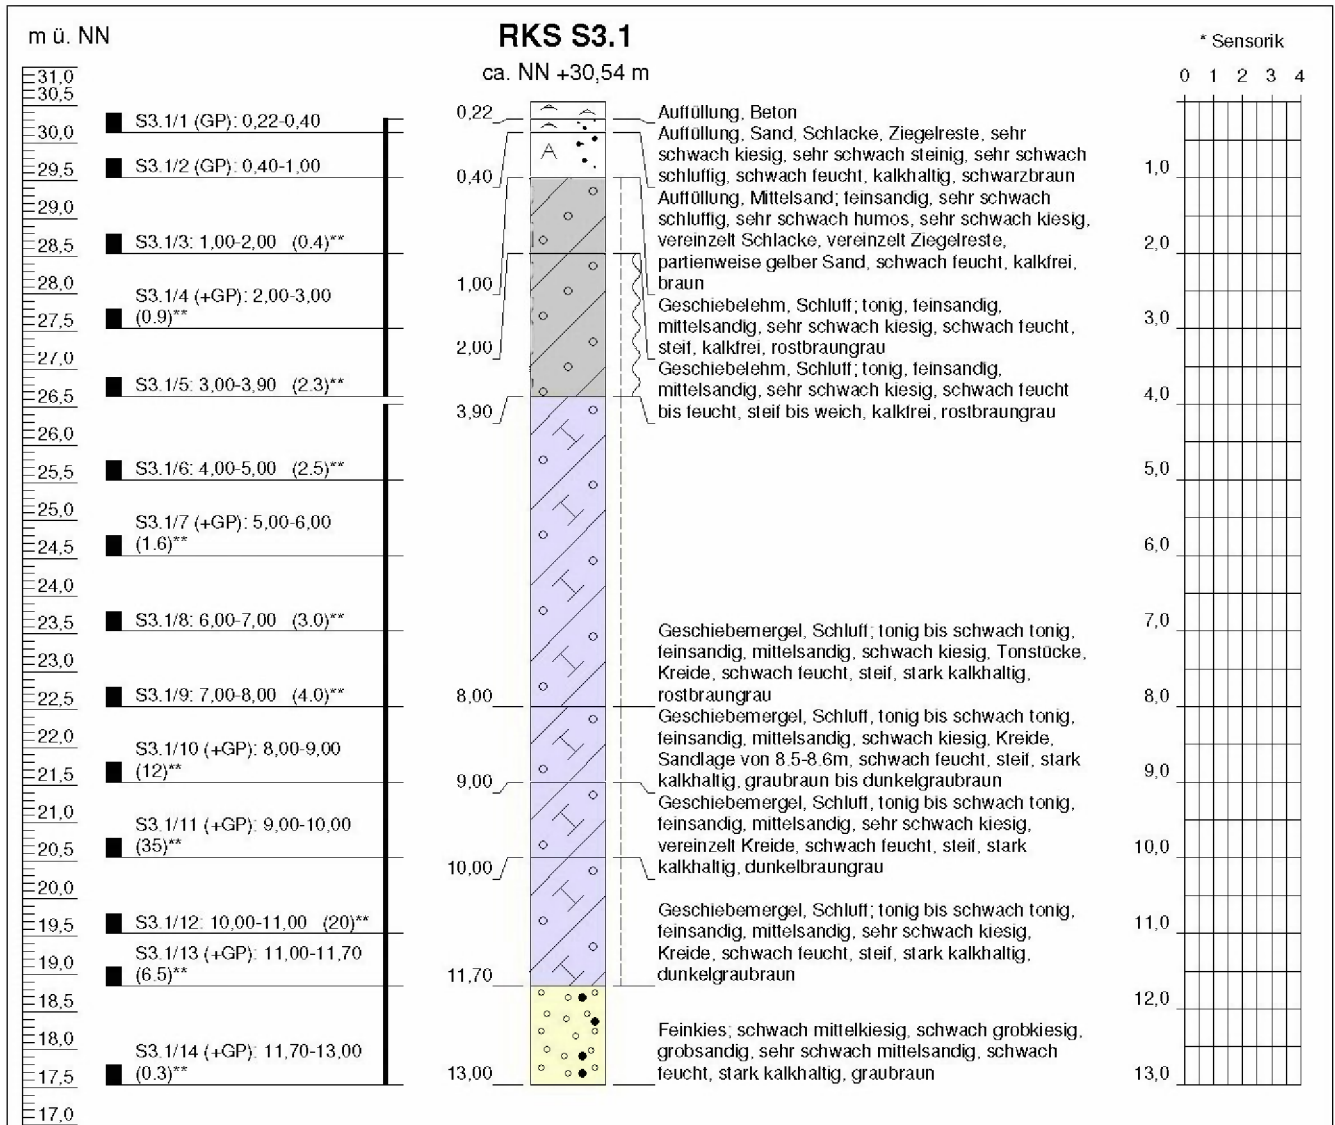 m ü. NN
RKS S3.1
ca. NN +30,54 m
* Sensorik
0 1 2 3 4
31,0
30,5
30,0
29,5
29,0
28,5
28,0
27,5
27,0
26,5
26,0
25,5
25,0
24,5
24,0
23,5
23,0
22,5
22,0
21,5
21,0
20,5
20,0
19,5
19,0
18,5
18,0
17,5
17,0
S3.1/1 (GP): 0,22-0,40
S3.1/2 (GP): 0,40-1,00
S3.1/3: 1,00-2,00 (0.4)**
S3.1/4 (+GP): 2,00-3,00
(0.9)**
S3.1/5: 3,00-3,90 (2.3)**
S3.1/6: 4,00-5,00 (2.5)**
S3.1/7 (+GP): 5,00-6,00
(1.6)**
S3.1/8: 6,00-7,00 (3.0)**
S3.1/9: 7,00-8,00 (4.0)**
S3.1/10 (+GP): 8,00-9,00
(12)**
S3.1/11 (+GP): 9,00-10,00
(35)**
S3.1/12: 10,00-11,00 (20)**
S3.1/13 (+GP): 11,00-11,70
(6.5)**
S3.1/14 (+GP): 11,70-13,00
(0.3)**
0,22
0,40
1,00
2,00
3,90
8,00
9,00
10,00
11,70
13,00
A
Auffüllung, Beton
Auffüllung, Sand, Schlacke, Ziegelreste, sehr
schwach kiesig, sehr schwach steinig, sehr schwach
schluffig, schwach feucht, kalkhaltig, schwarzbraun
Auffüllung, Mittelsand; feinsandig, sehr schwach
schluffig, sehr schwach humos, sehr schwach kiesig,
vereinzelt Schlacke, vereinzelt Ziegelreste,
partienweise gelber Sand, schwach feucht, kalkfrei,
braun
Geschiebelehm, Schluff; tonig, feinsandig,
mittelsandig, sehr schwach kiesig, schwach feucht,
steif, kalkfrei, rostbraungrau
Geschiebelehm, Schluff; tonig, feinsandig,
mittelsandig, sehr schwach kiesig, schwach feucht
bis feucht, steif bis weich, kalkfrei, rostbraungrau
Geschiebemergel, Schluff; tonig bis schwach tonig,
feinsandig, mittelsandig, schwach kiesig, Tonstücke,
Kreide, schwach feucht, steif, stark kalkhaltig,
rostbraungrau
Geschiebemergel, Schluff, tonig bis schwach tonig,
feinsandig, mittelsandig, schwach kiesig, Kreide,
Sandlage von 8.5-8.6m, schwach feucht, steif, stark
kalkhaltig, graubraun bis dunkelgraubraun
Geschiebemergel, Schluff, tonig bis schwach tonig,
feinsandig, mittelsandig, sehr schwach kiesig,
vereinzelt Kreide, schwach feucht, steif, stark
kalkhaltig, dunkelbraungrau
Geschiebemergel, Schluff; tonig bis schwach tonig,
feinsandig, mittelsandig, sehr schwach kiesig,
Kreide, schwach feucht, steif, stark kalkhaltig,
dunkelgraubraun
Feinkies; schwach mittelkiesig, schwach grobkiesig,
grobsandig, sehr schwach mittelsandig, schwach
feucht, stark kalkhaltig, graubraun
1,0
2,0
3,0
4,0
5,0
6,0
7,0
8,0
9,0
10,0
11,0
12,0
13,0